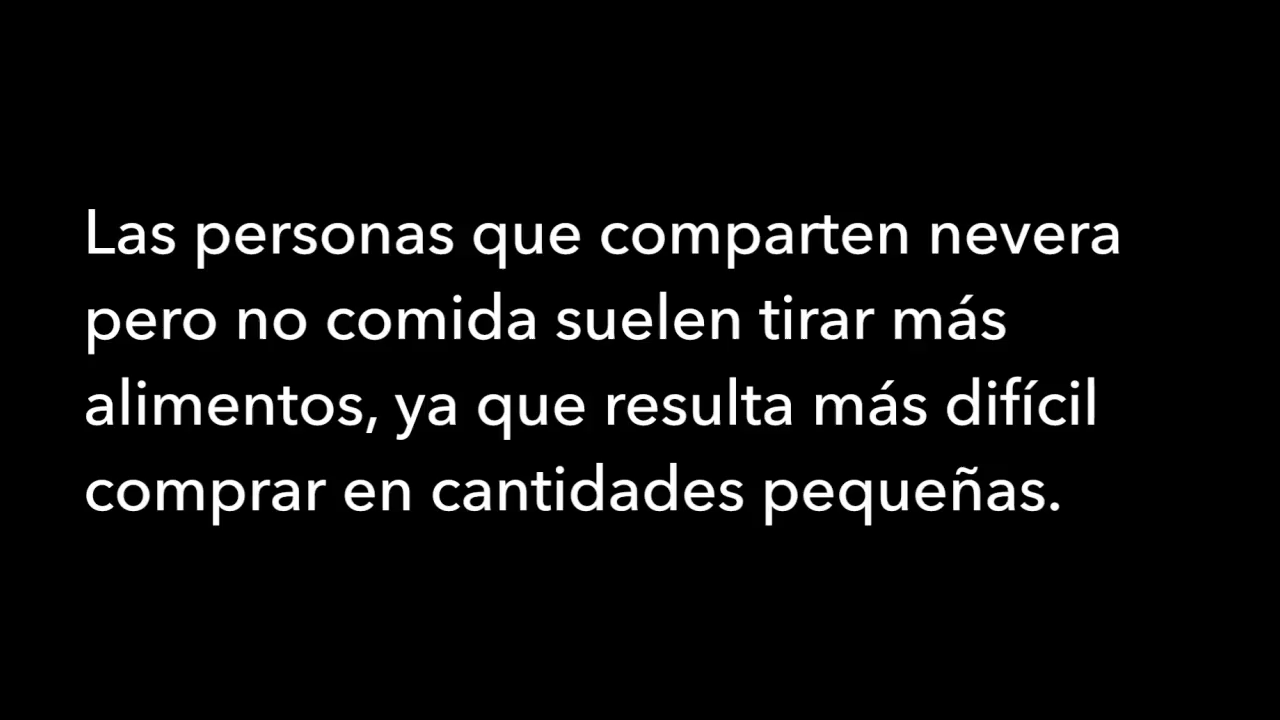 Las personas que comparten nevera
pero no comida suelen tirar más
alimentos, ya que resulta más difícil
comprar en cantidades pequeñas.